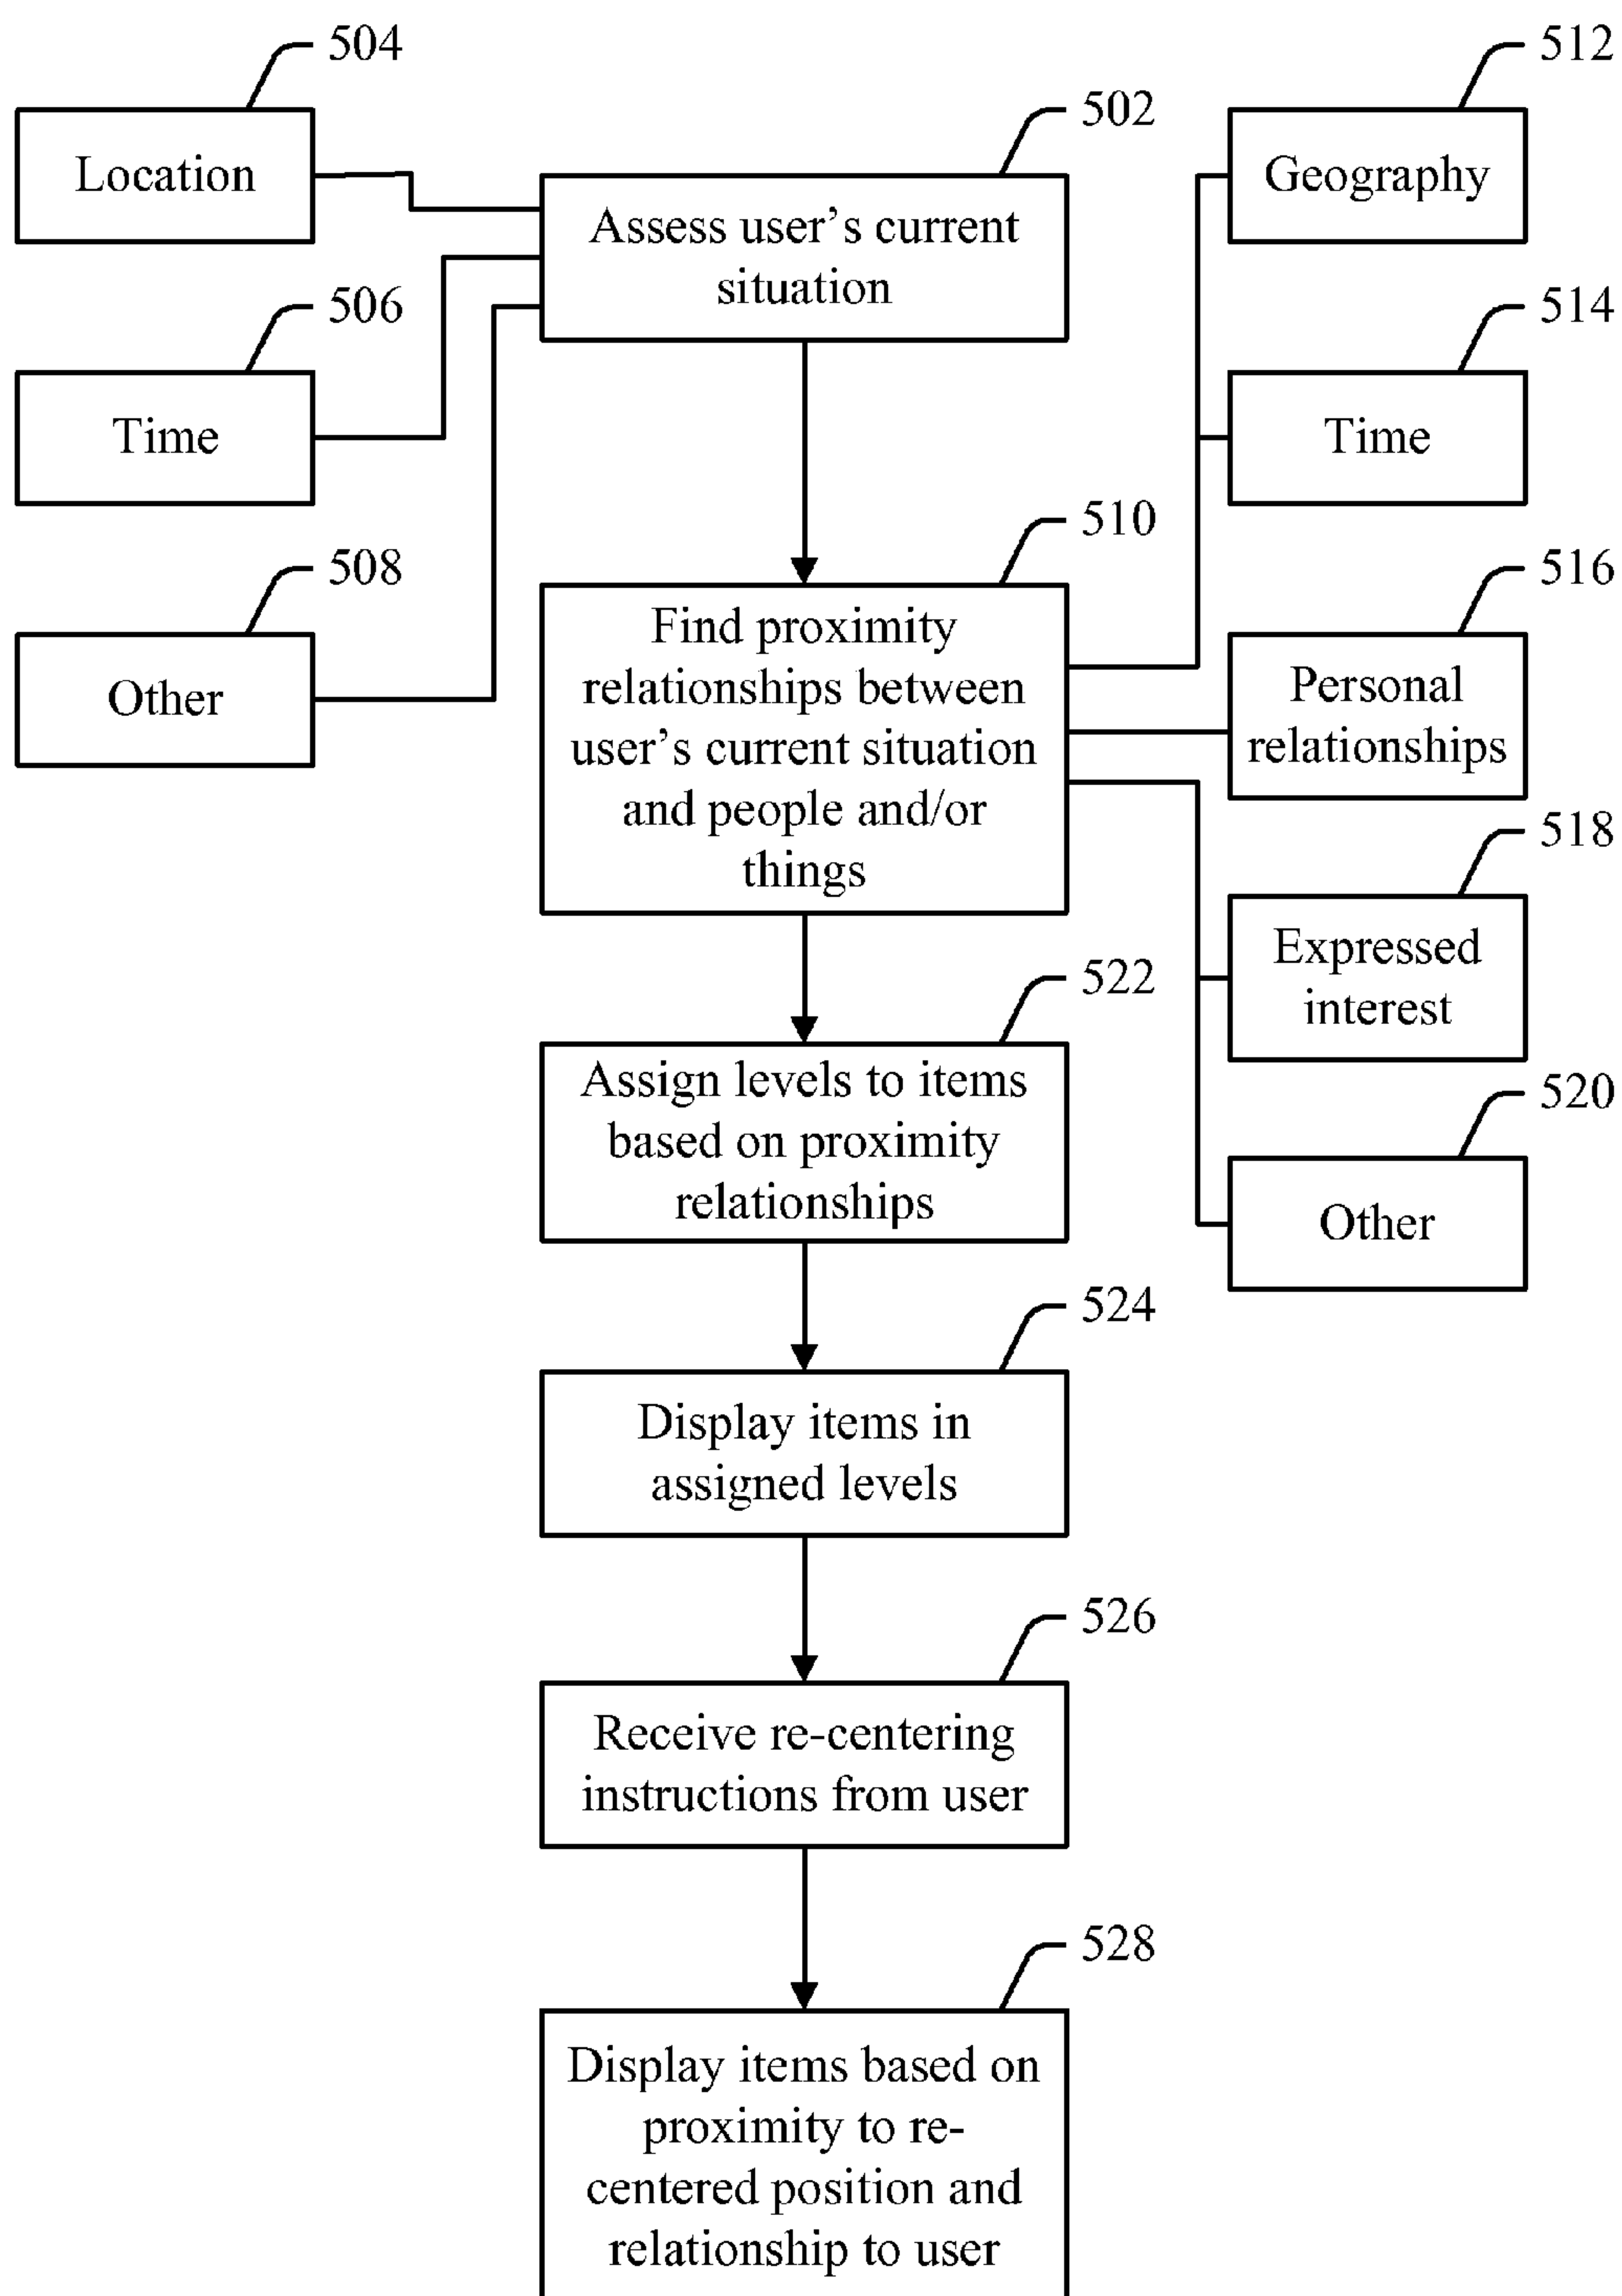 504
Location
502
Assess user’s current
situation
512
Geography
506
Time
514
Time
508
Other
510
Find proximity
relationships between
user’s current situation
and people and/or
things
516
Personal
relationships
518
Expressed
interest
520
Other
522
Assign levels to items
based on proximity
relationships
524
Display items in
assigned levels
526
Receive re-centering
instructions from user
528
Display items based on
proximity to re-
centered position and
relationship to user